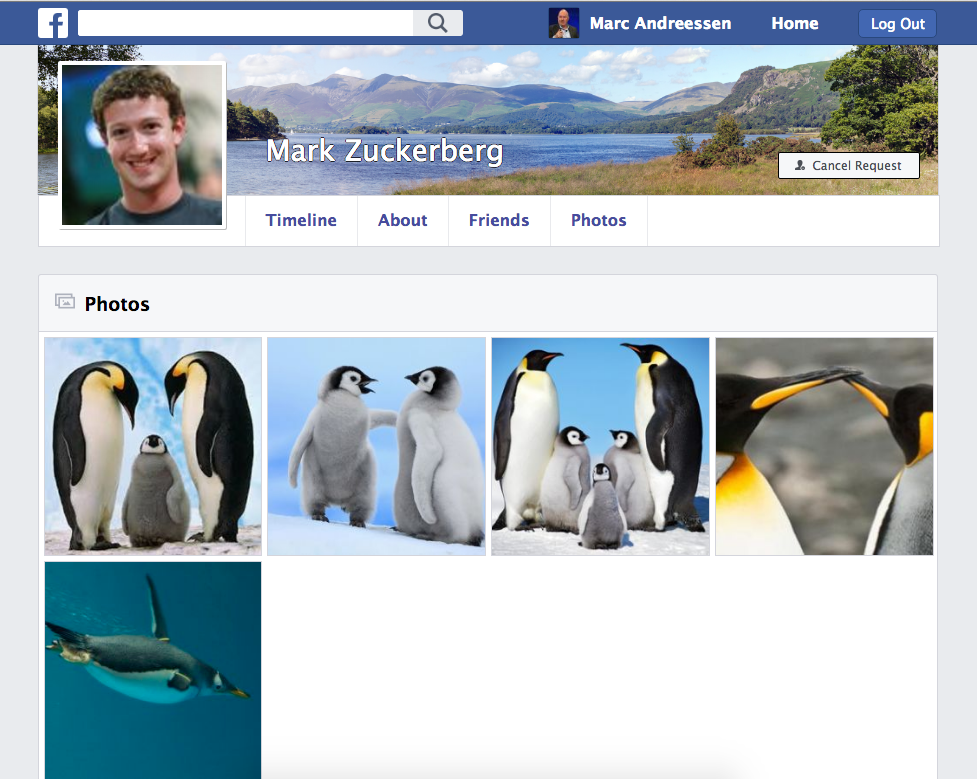 f
Marc Andreessen
Home
Log Out
Mark Zuckerberg
Cancel Request
Timeline
About
Friends
Photos
Photos